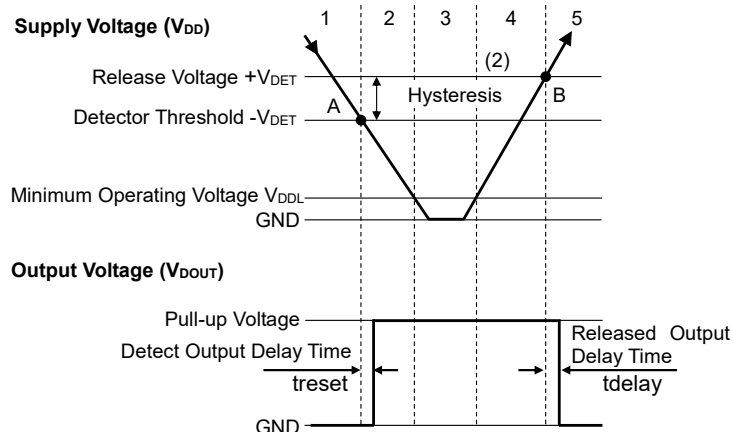 1 2 3 4 5
Supply Voltage (VDD)
(2)
Release Voltage +VDET
Hysteresis
A
B
Detector Threshold -VDET
Minimum Operating Voltage VDDL
GND
Output Voltage (VDOUT)
Pull-up Voltage
Detect Output Delay Time
Released Output
Delay Time
treset
tdelay
GND